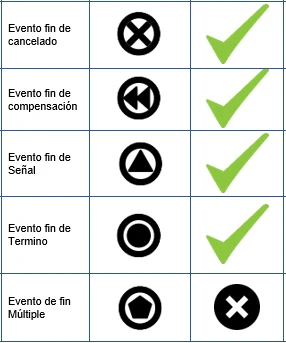 Evento fin de
cancelado
Evento fin de
compensación
Evento fin de
Señal
Evento fin de
Termino
Evento de fin
Múltiple